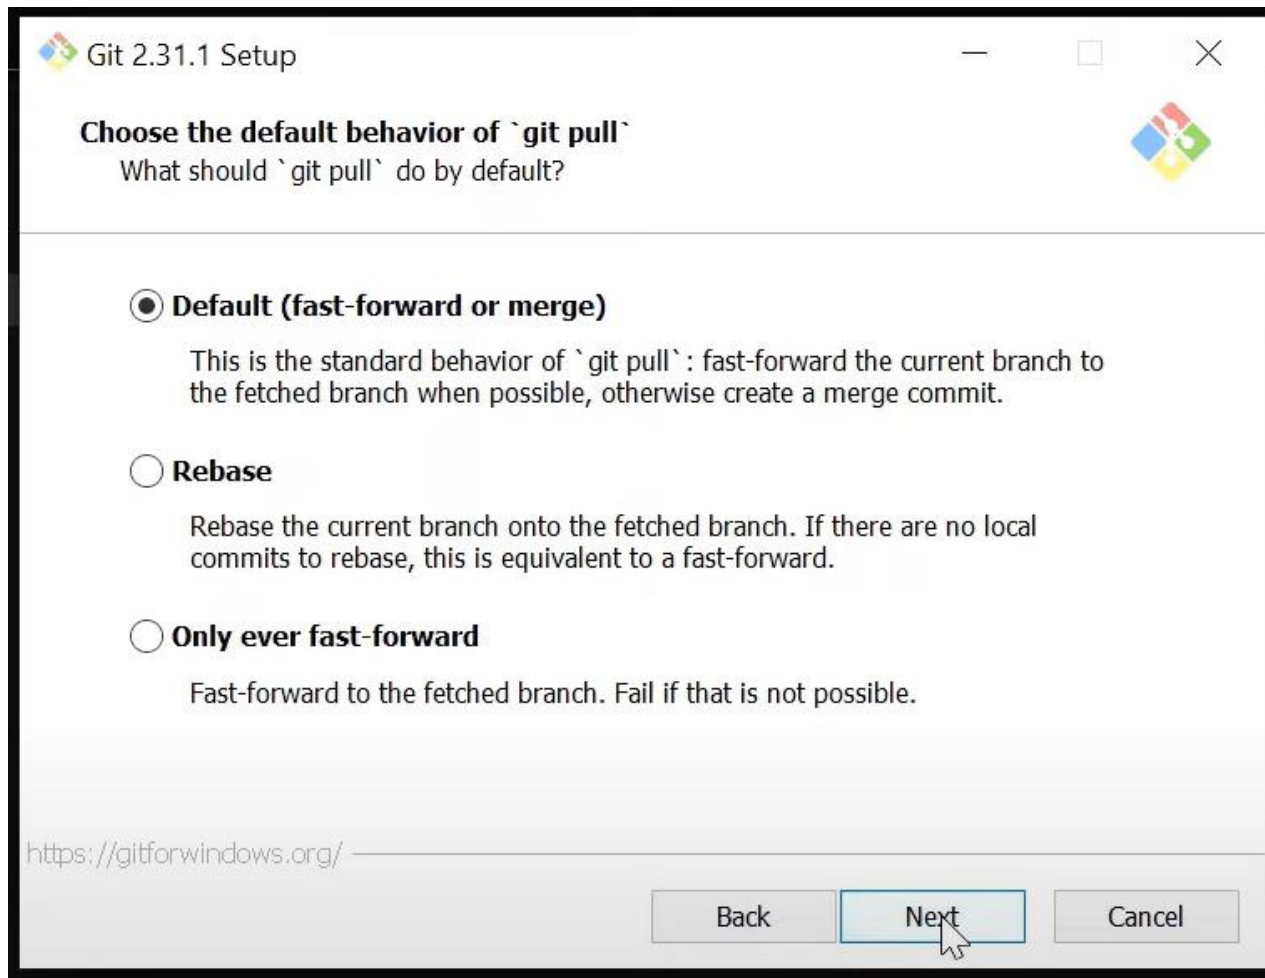 Git 2.31.1 Setup
Choose the default behavior of `git pull`
What should `git pull` do by default?
Default (fast-forward or merge)
This is the standard behavior of `git pull`: fast-forward the current branch to
the fetched branch when possible, otherwise create a merge commit.
Rebase
Rebase the current branch onto the fetched branch. If there are no local
commits to rebase, this is equivalent to a fast-forward.
Only ever fast-forward
Fast-forward to the fetched branch. Fail if that is not possible.
https://gitforwindows.org/
Back Next Cancel